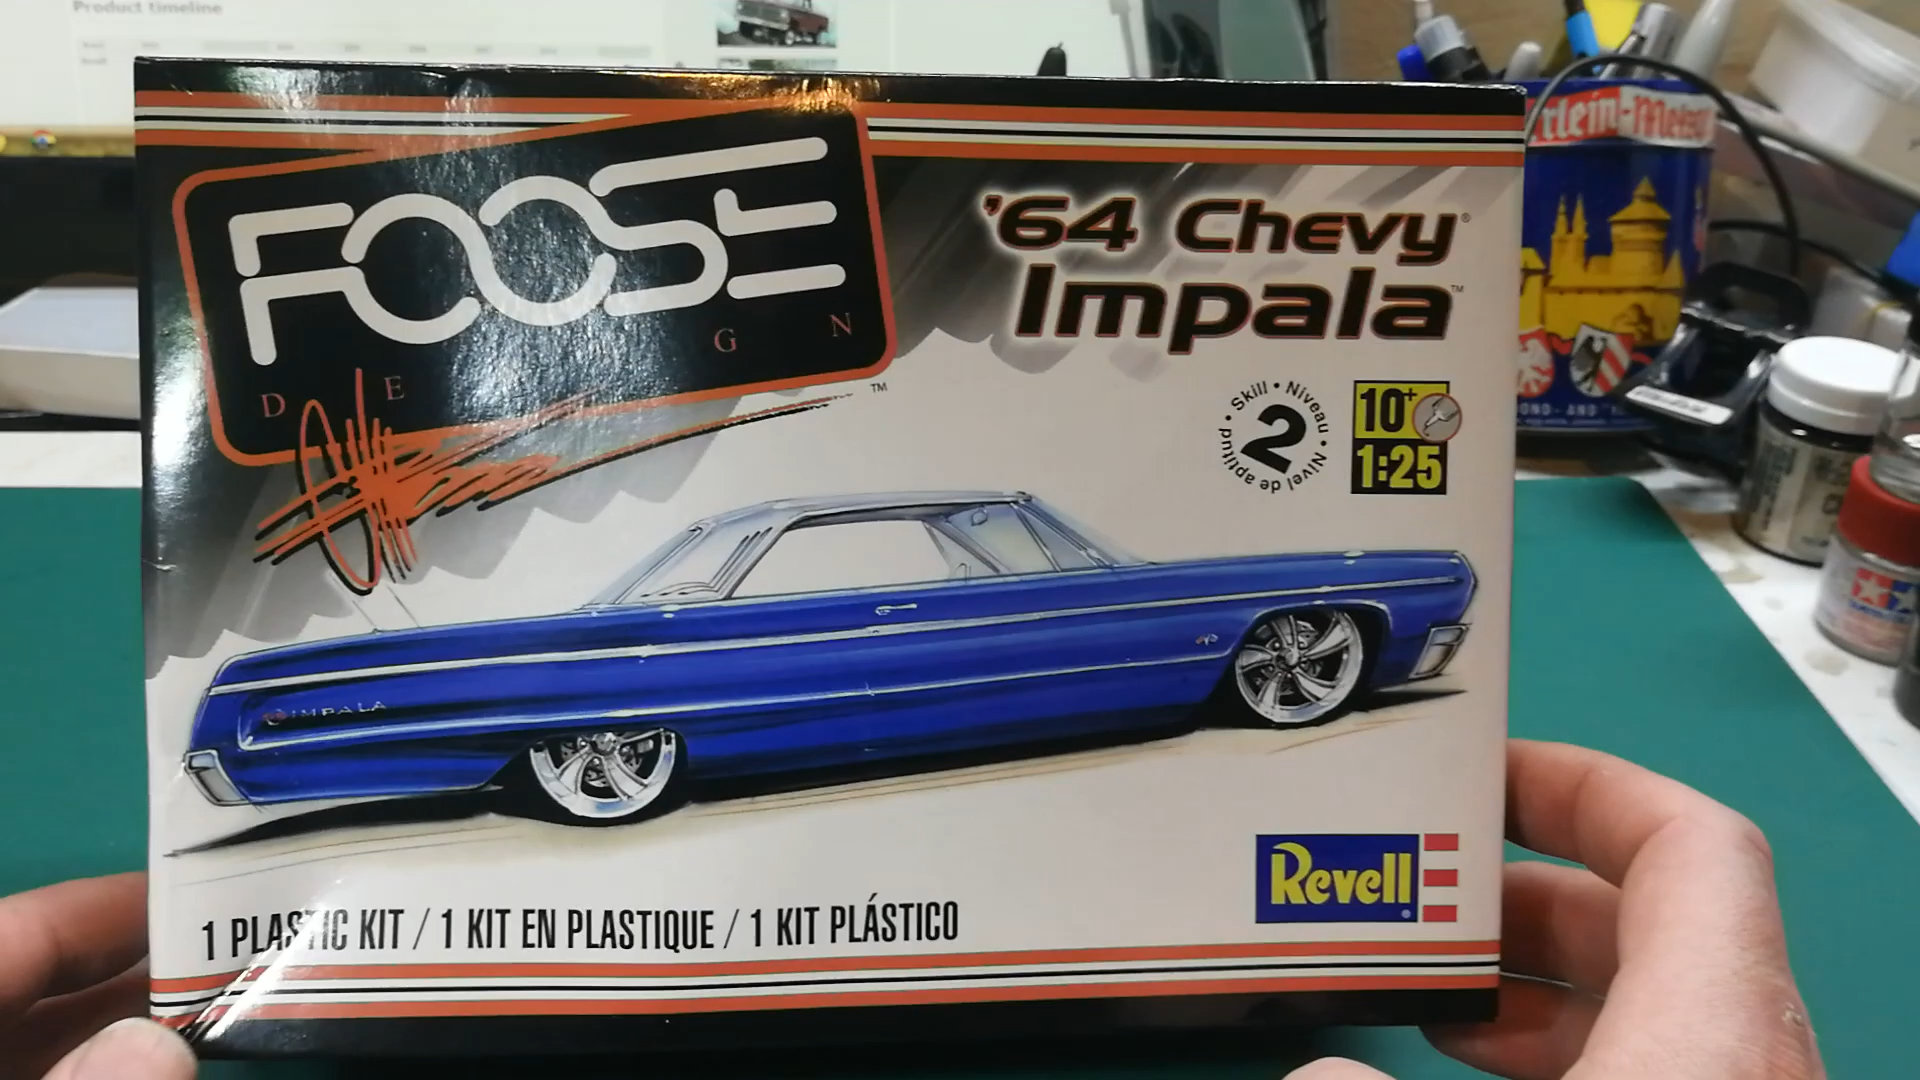 Product timeline
FOOSE
D E G N
™
'64 Chevy®
Impala™
Skill • Niveau • Nivel de aptitud •
2
10+
1:25
IMPALA
Revell
1 PLASTIC KIT / 1 KIT EN PLASTIQUE / 1 KIT PLÁSTICO